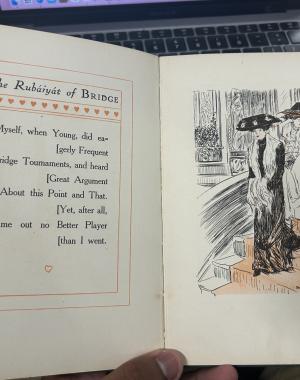 he Rubáiyát of BRIDGE
Myself, when Young, did ea-
[gerly Frequent
ridge Tournaments, and heard
[Great Argument
About this Point and That.
[Yet, after all,
me out no Better Player
[than I went.